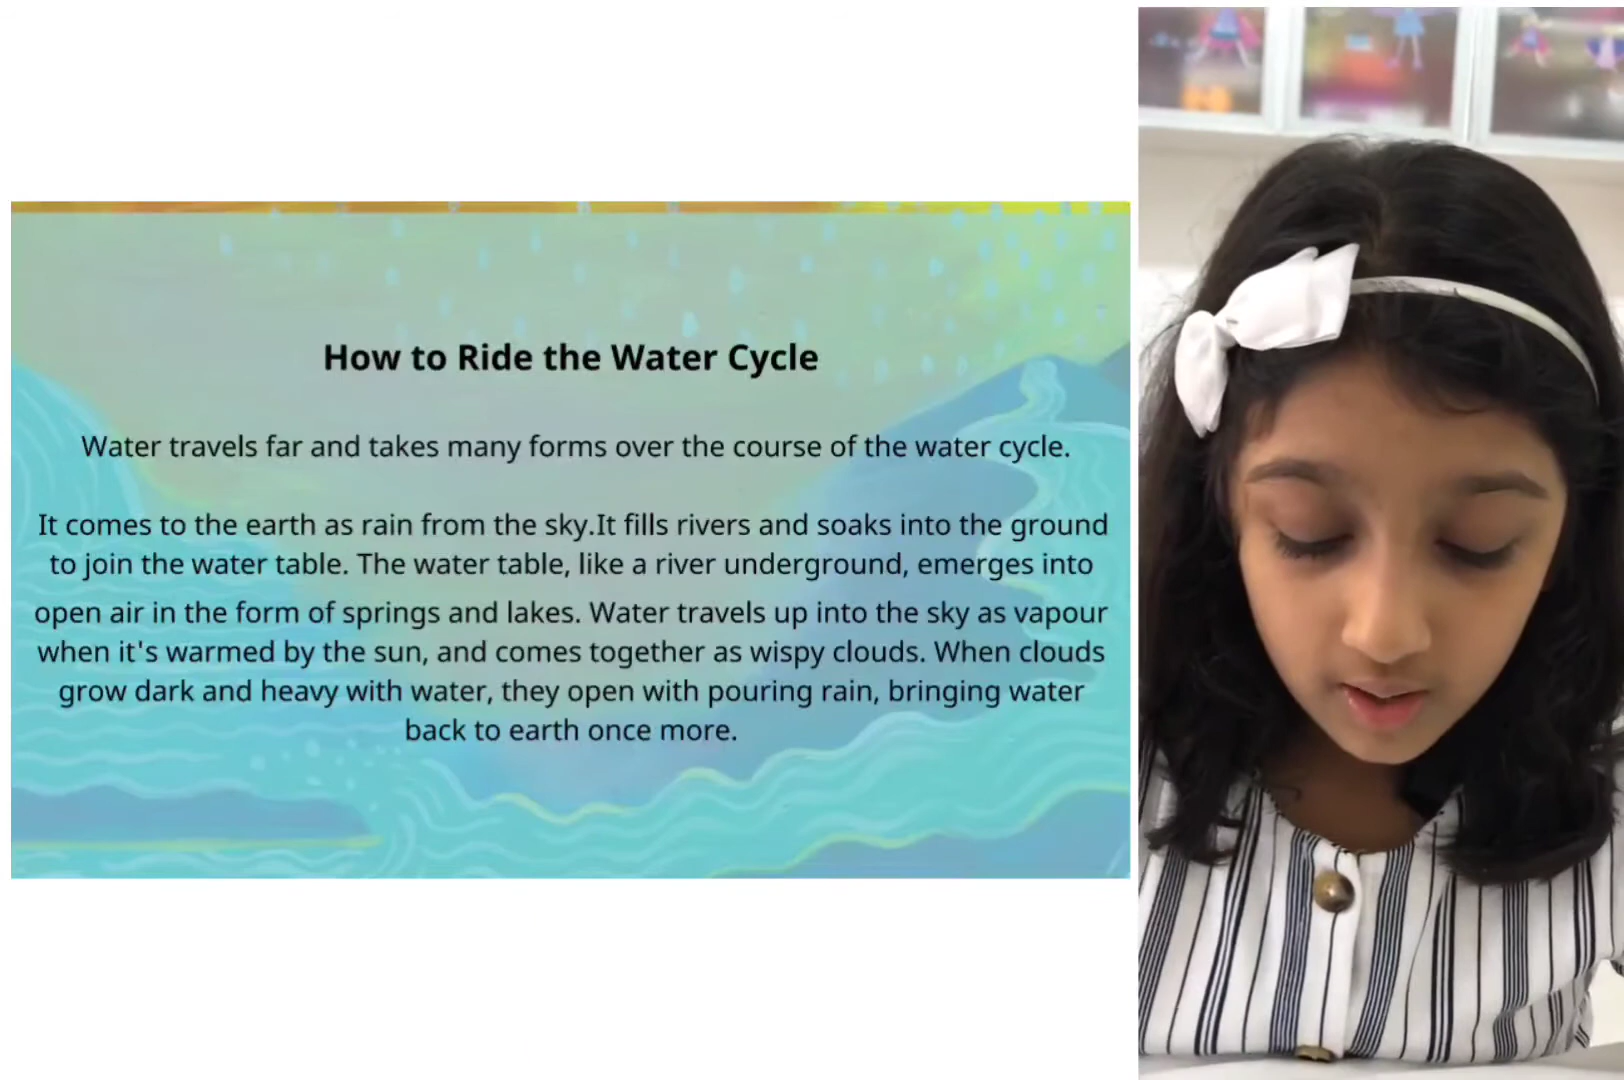 How to Ride the Water Cycle
Water travels far and takes many forms over the course of the water cycle.
It comes to the earth as rain from the sky.It fills rivers and soaks into the ground
to join the water table. The water table, like a river underground, emerges into
open air in the form of springs and lakes. Water travels up into the sky as vapour
when it's warmed by the sun, and comes together as wispy clouds. When clouds
grow dark and heavy with water, they open with pouring rain, bringing water
back to earth once more.